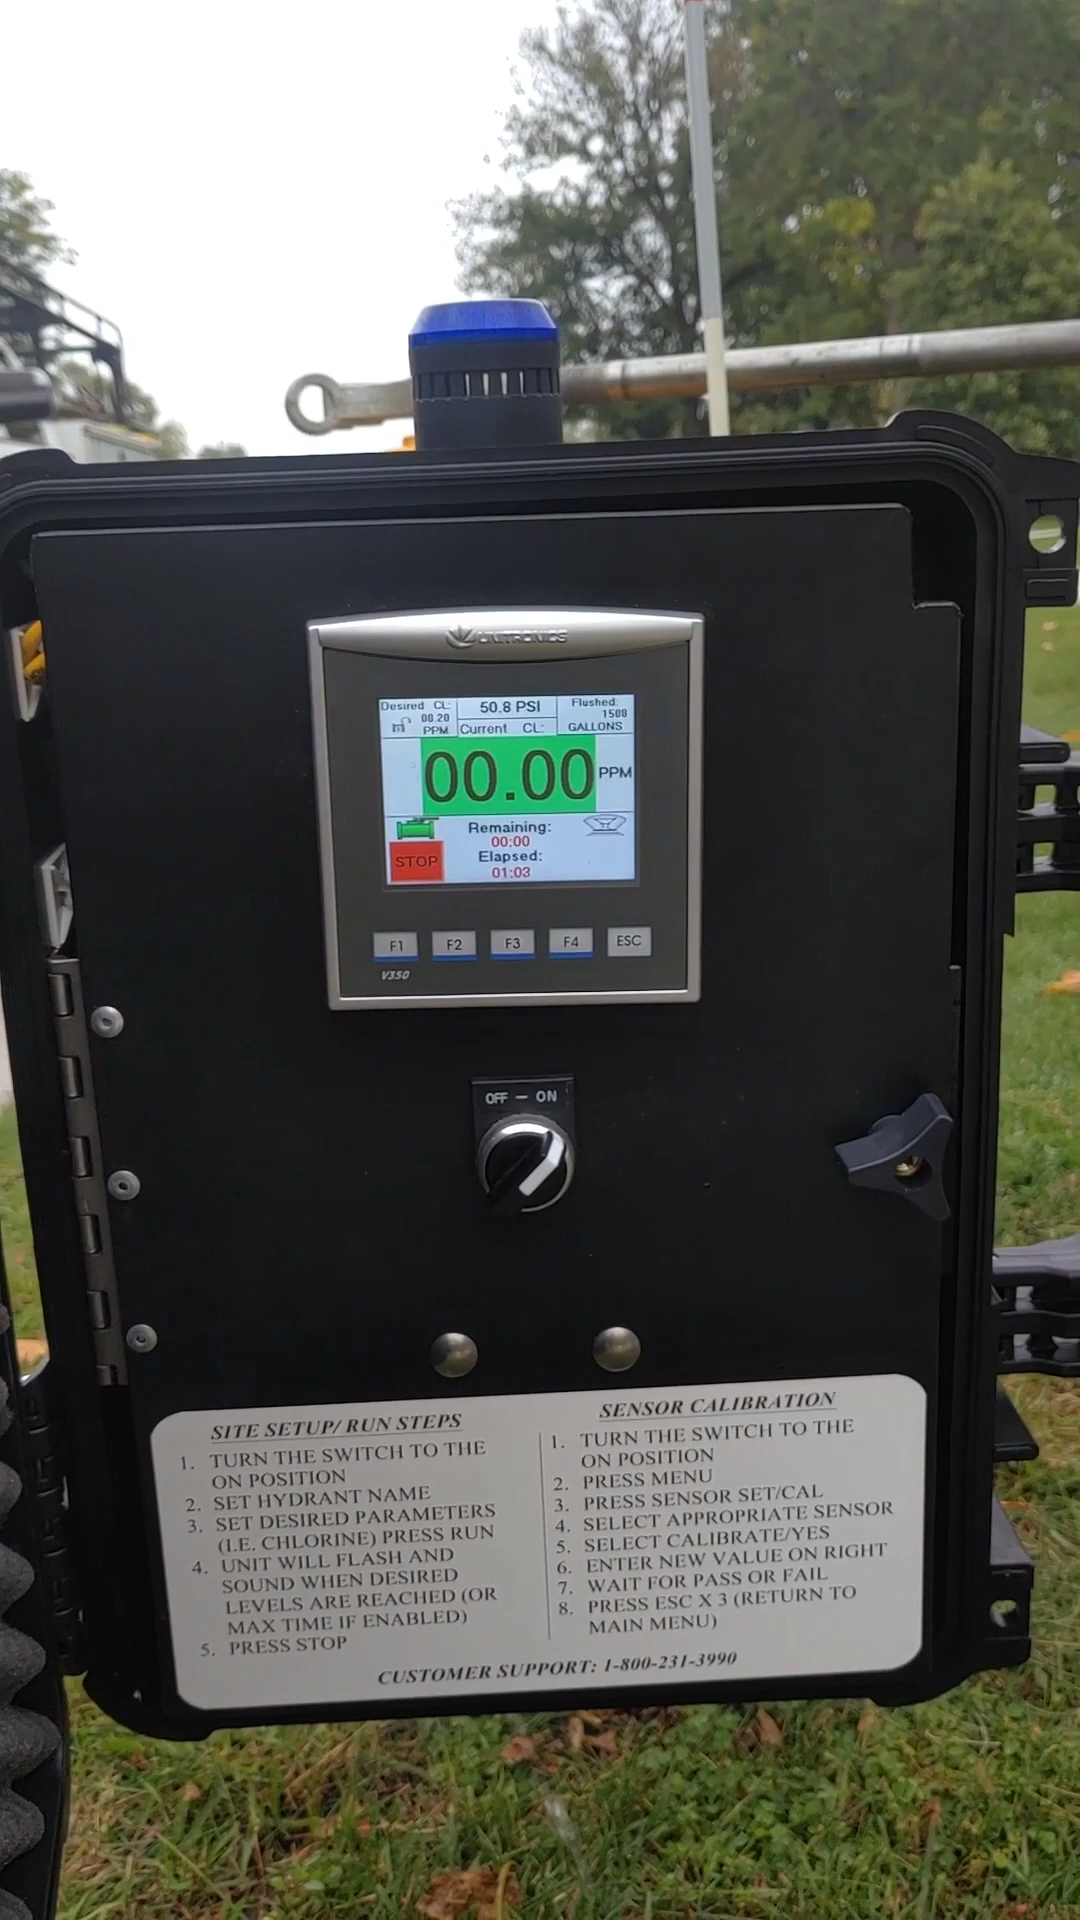 UNITRONICS
Desired CL:
00.20
PPM
50.8 PSI
Current CL:
Flushed:
1508
GALLONS
00.00 PPM
Remaining:
00:00
Elapsed:
01:03
STOP
F1 F2 F3 F4 ESC
V350
OFF — ON
SITE SETUP/ RUN STEPS
1. TURN THE SWITCH TO THE
ON POSITION
2. SET HYDRANT NAME
3. SET DESIRED PARAMETERS
(I.E. CHLORINE) PRESS RUN
4. UNIT WILL FLASH AND
SOUND WHEN DESIRED
LEVELS ARE REACHED (OR
MAX TIME IF ENABLED)
5. PRESS STOP
SENSOR CALIBRATION
1. TURN THE SWITCH TO THE
ON POSITION
2. PRESS MENU
3. PRESS SENSOR SET/CAL
4. SELECT APPROPRIATE SENSOR
5. SELECT CALIBRATE/YES
6. ENTER NEW VALUE ON RIGHT
7. WAIT FOR PASS OR FAIL
8. PRESS ESC X 3 (RETURN TO
MAIN MENU)
CUSTOMER SUPPORT: 1-800-231-3990